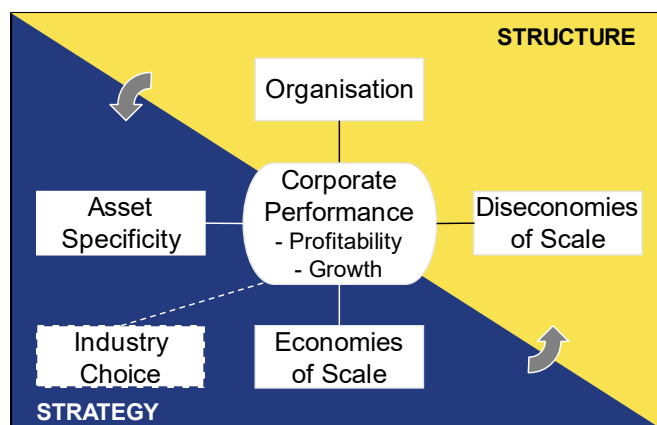 STRUCTURE
Organisation
Corporate
Performance
- Profitability
- Growth
Asset
Specificity
Diseconomies
of Scale
Industry
Choice
Economies
of Scale
STRATEGY